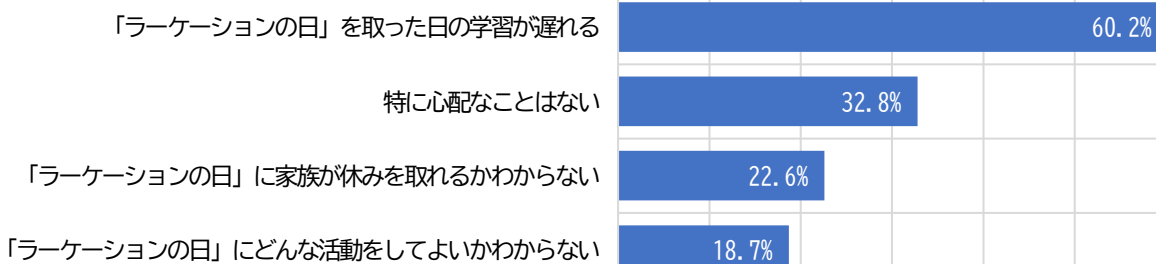 「ラーケーションの日」を取った日の学習が遅れる 60.2%
特に心配なことはない 32.8%
「ラーケーションの日」に家族が休みを取れるかわからない 22.6%
「ラーケーションの日」にどんな活動をしてよいかわからない 18.7%